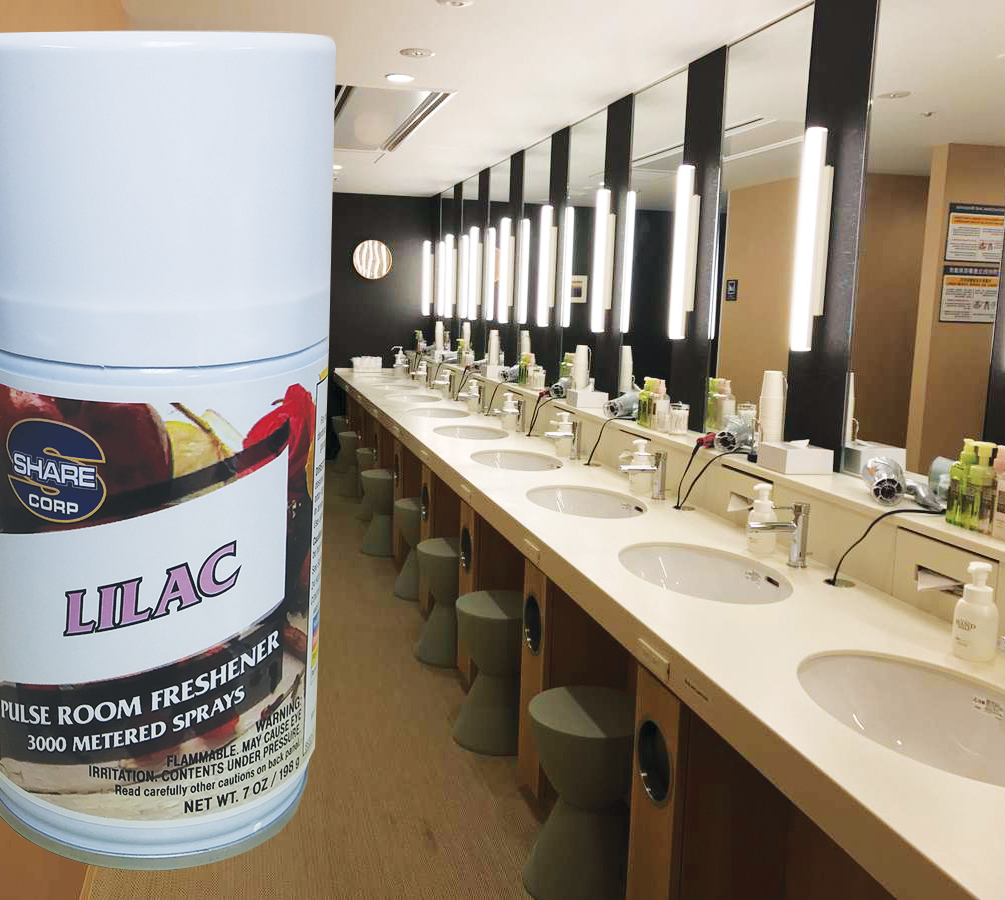 SHARE
CORP
LILAC
PULSE ROOM FRESHENER
3000 METERED SPRAYS
WARNING:
FLAMMABLE. MAY CAUSE EYE
IRRITATION. CONTENTS UNDER PRESSURE.
Read carefully other cautions on back panel.
NET WT. 7 OZ / 198 g